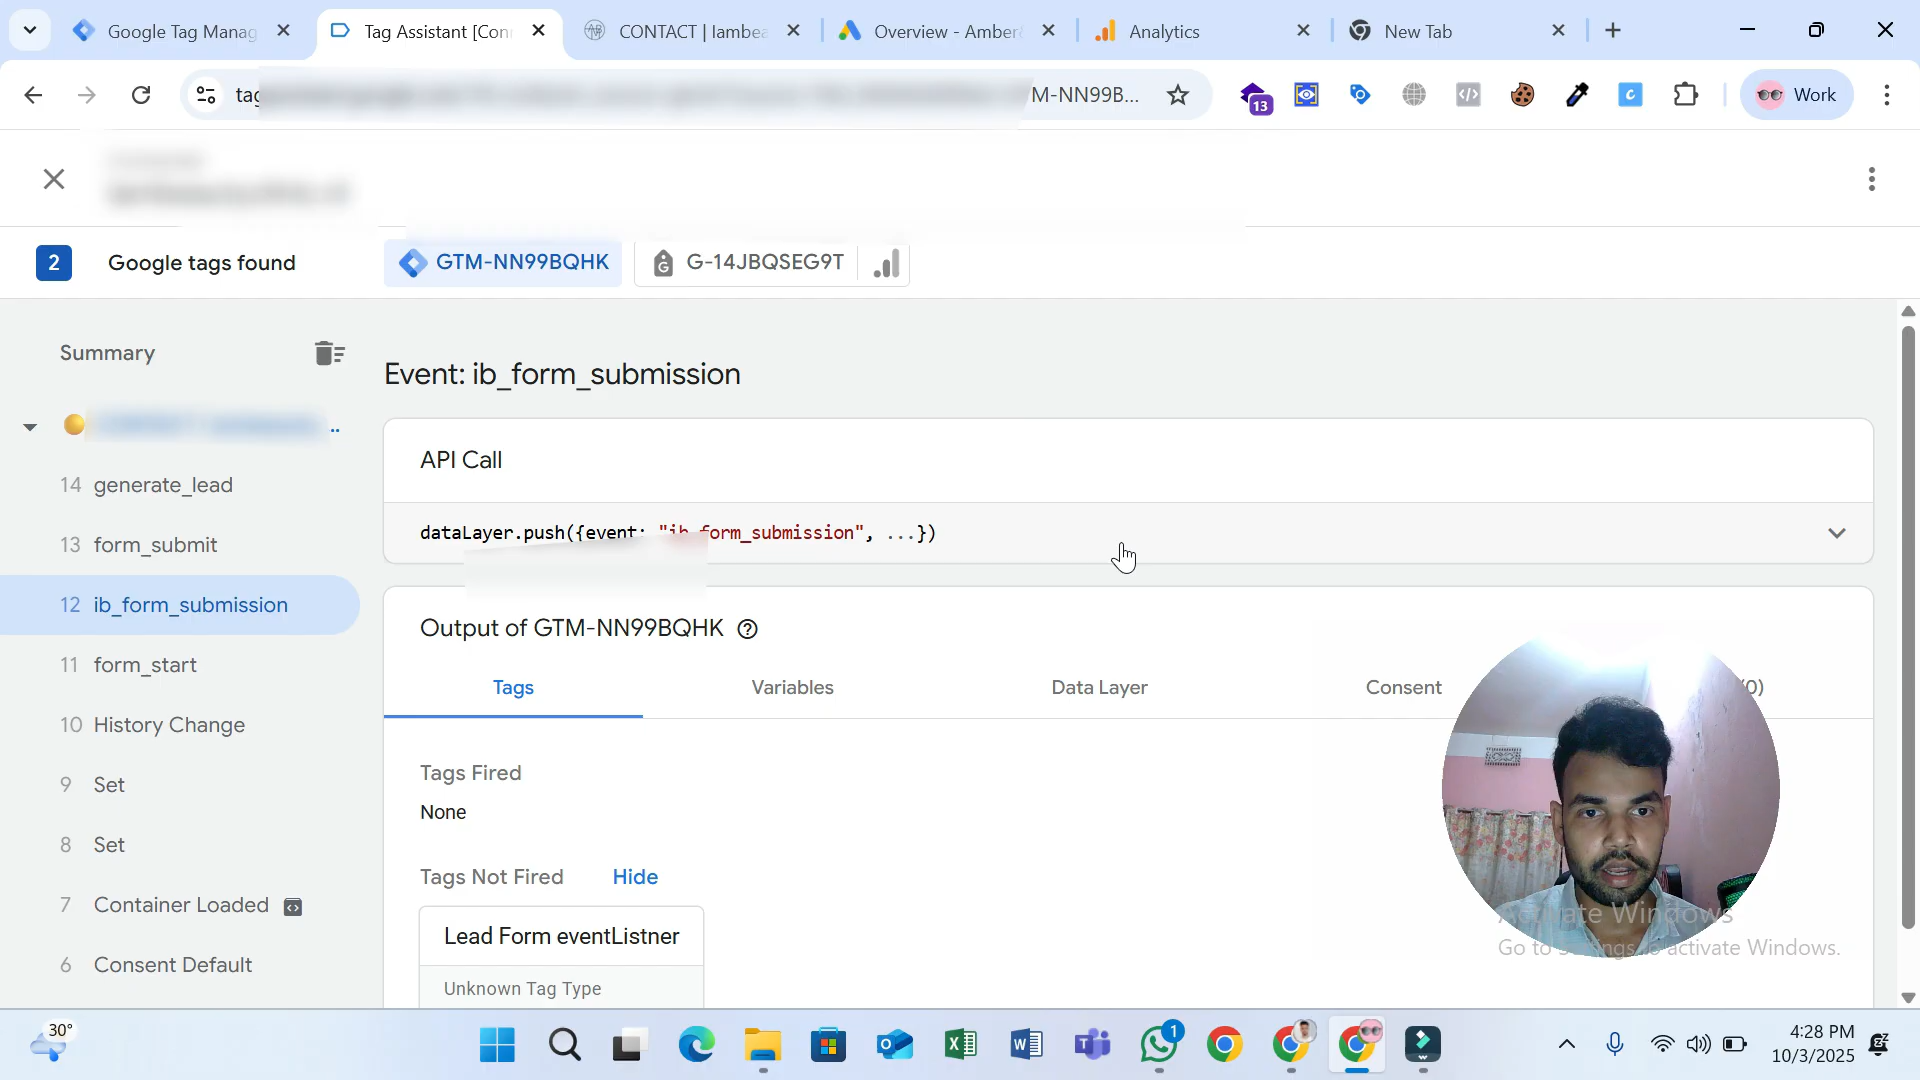 Google Tag Manag
Tag Assistant [Con
CONTACT | Iambea
Overview - Amber
Analytics
New Tab
tag
M-NN99B...
13
Work
2
Google tags found
GTM-NN99BQHK
G-14JBQSEG9T
Summary
Event: ib_form_submission
API Call
dataLayer.push({event: "ib_form_submission", ...})
14 generate_lead
13 form_submit
12 ib_form_submission
11 form_start
10 History Change
9 Set
8 Set
7 Container Loaded
6 Consent Default
Output of GTM-NN99BQHK
Tags
Variables
Data Layer
Consent
(0)
Tags Fired
None
Tags Not Fired
Hide
Lead Form eventListner
Unknown Tag Type
Activate Windows
Go to Settings to activate Windows.
30°
1
4:28 PM
10/3/2025